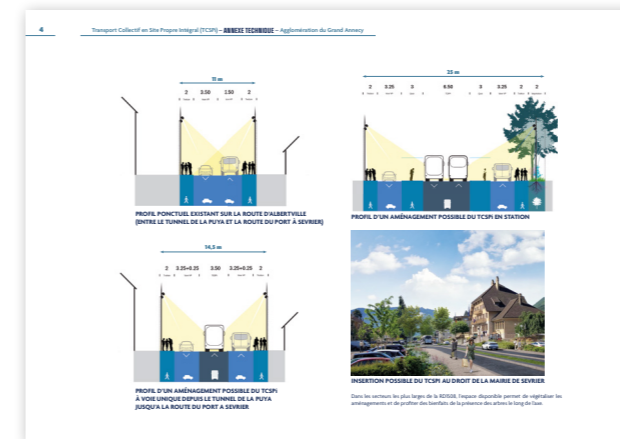 4 Transport Collectif en Site Propre Intégral (TCSPi) – ANNEXE TECHNIQUE – Agglomération du Grand Annecy
11 m
2 3.50 3.50 2
PROFIL PONCTUEL EXISTANT SUR LA ROUTE D'ALBERTVILLE
(ENTRE LE TUNNEL DE LA PUYA ET LA ROUTE DU PORT À SEVRIER)
25 m
2 3.25 3 6.50 3 3.25 2 2
PROFIL D'UN AMÉNAGEMENT POSSIBLE DU TCSPi EN STATION
14,5 m
2 3.25+0.25 3.50 3.25+0.25 2
PROFIL D'UN AMÉNAGEMENT POSSIBLE DU TCSPi
À VOIE UNIQUE DEPUIS LE TUNNEL DE LA PUYA
JUSQU'A LA ROUTE DU PORT A SEVRIER
INSERTION POSSIBLE DU TCSPi AU DROIT DE LA MAIRIE DE SEVRIER
Dans les secteurs les plus larges de la RD1508, l'espace disponible permet de végétaliser les
aménagements et de profiter des bienfaits de la présence des arbres le long de l'axe.